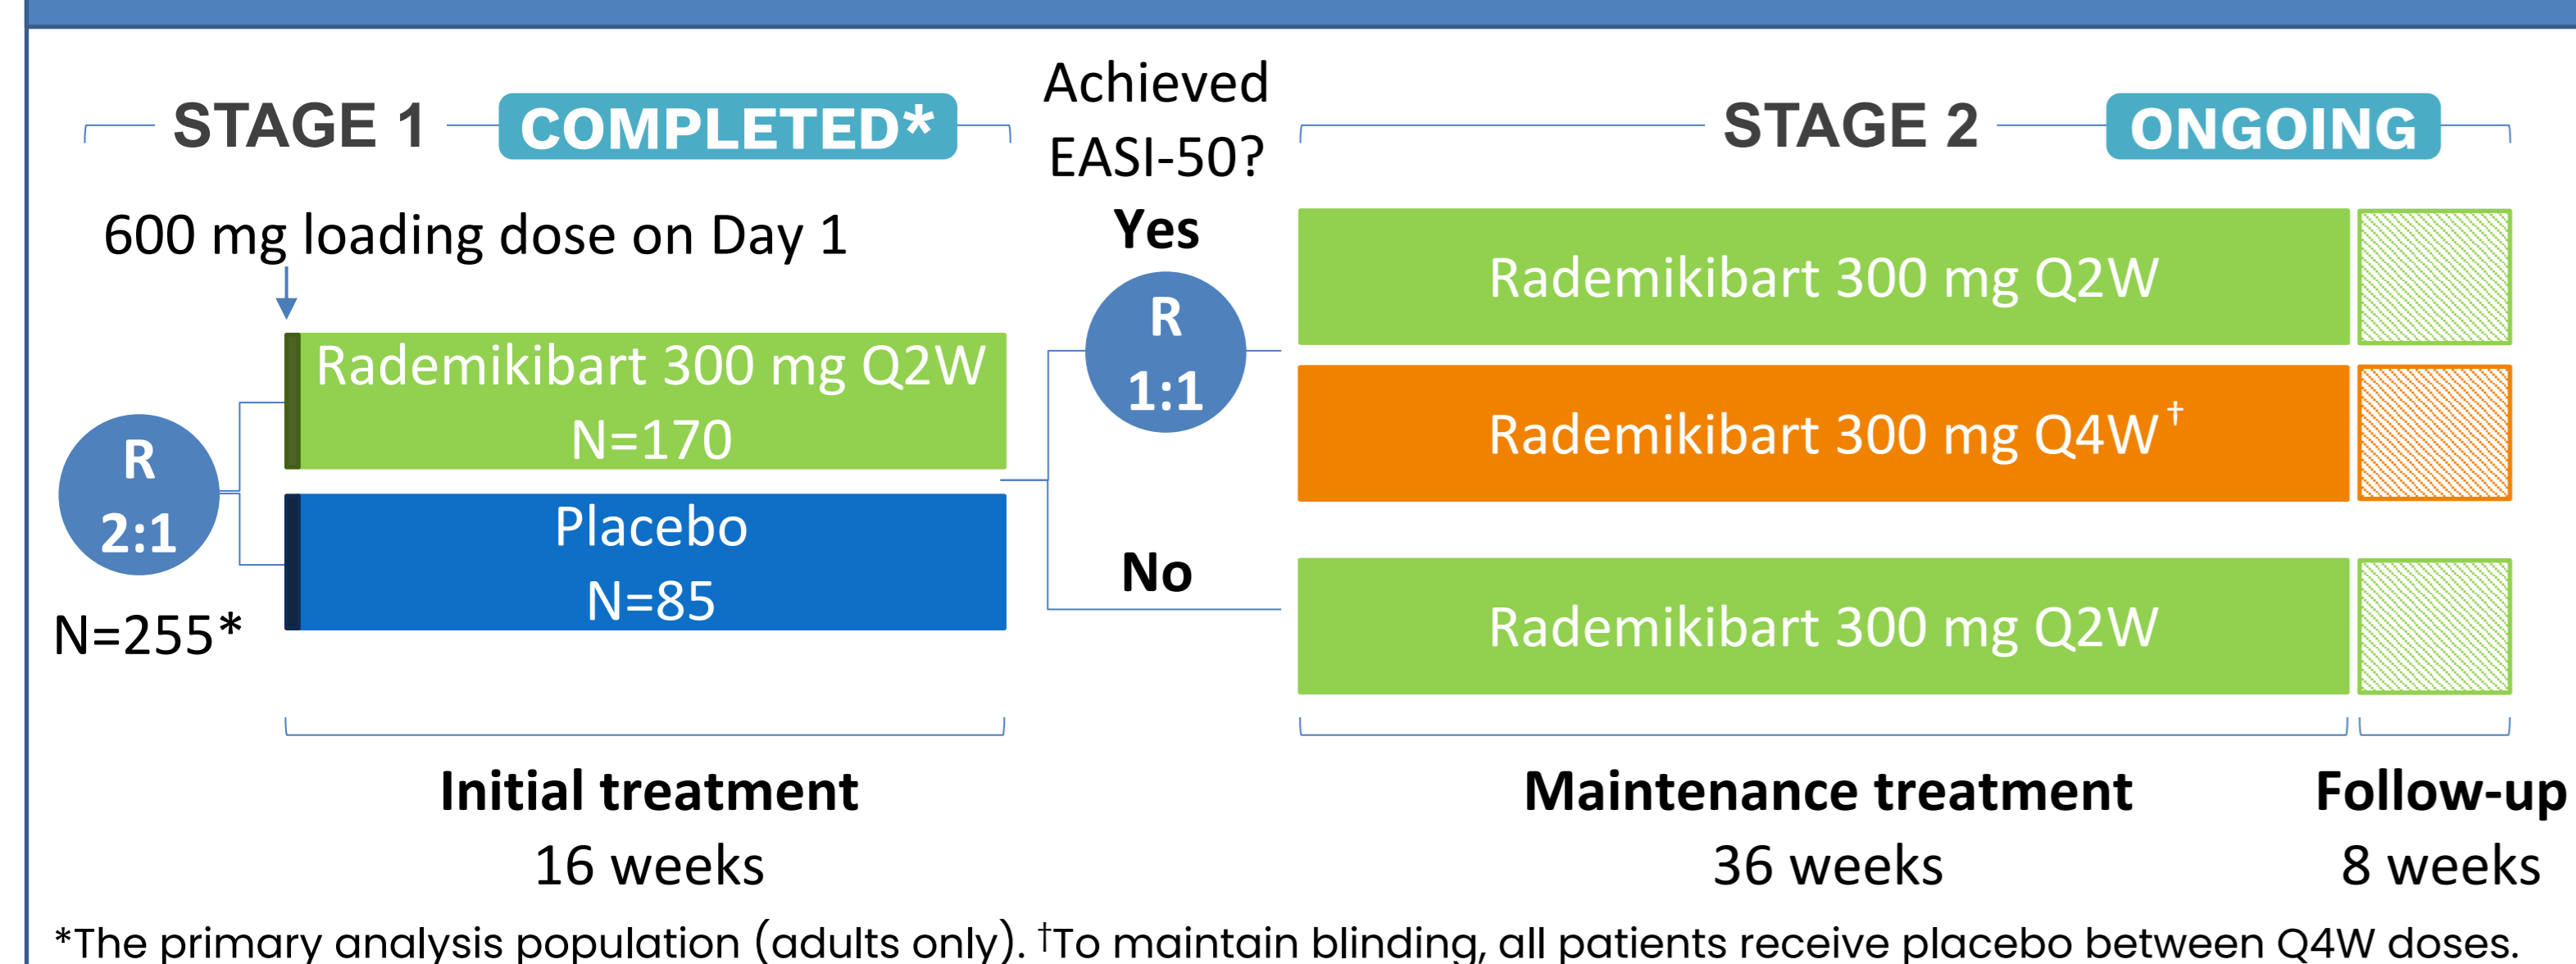 STAGE 1
COMPLETED*
Achieved
EASI-50?
STAGE 2
ONGOING
600 mg loading dose on Day 1
R
2:1
N=255*
Rademikibart 300 mg Q2W
N=170
Placebo
N=85
Yes
R
1:1
No
Rademikibart 300 mg Q2W
Rademikibart 300 mg Q4W†
Rademikibart 300 mg Q2W
Initial treatment
16 weeks
Maintenance treatment
36 weeks
Follow-up
8 weeks
*The primary analysis population (adults only). †To maintain blinding, all patients receive placebo between Q4W doses.